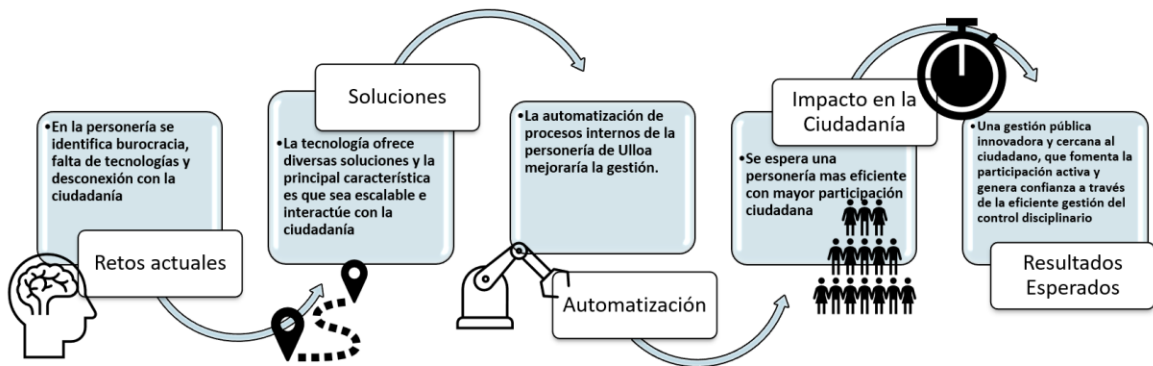 •En la personería se
identifica burocracia,
falta de tecnologías y
desconexión con la
ciudadanía
Retos actuales
Soluciones
•La tecnología ofrece
diversas soluciones y la
principal característica
es que sea escalable e
interactúe con la
ciudadanía
•La automatización de
procesos internos de la
personería de Ulloa
mejoraría la gestión.
Automatización
Impacto en la
Ciudadanía
•Se espera una
personería mas eficiente
con mayor participación
ciudadana
• Una gestión pública
innovadora y cercana al
ciudadano, que fomenta la
participación activa y
genera confianza a través
de la eficiente gestión del
control disciplinario
Resultados
Esperados